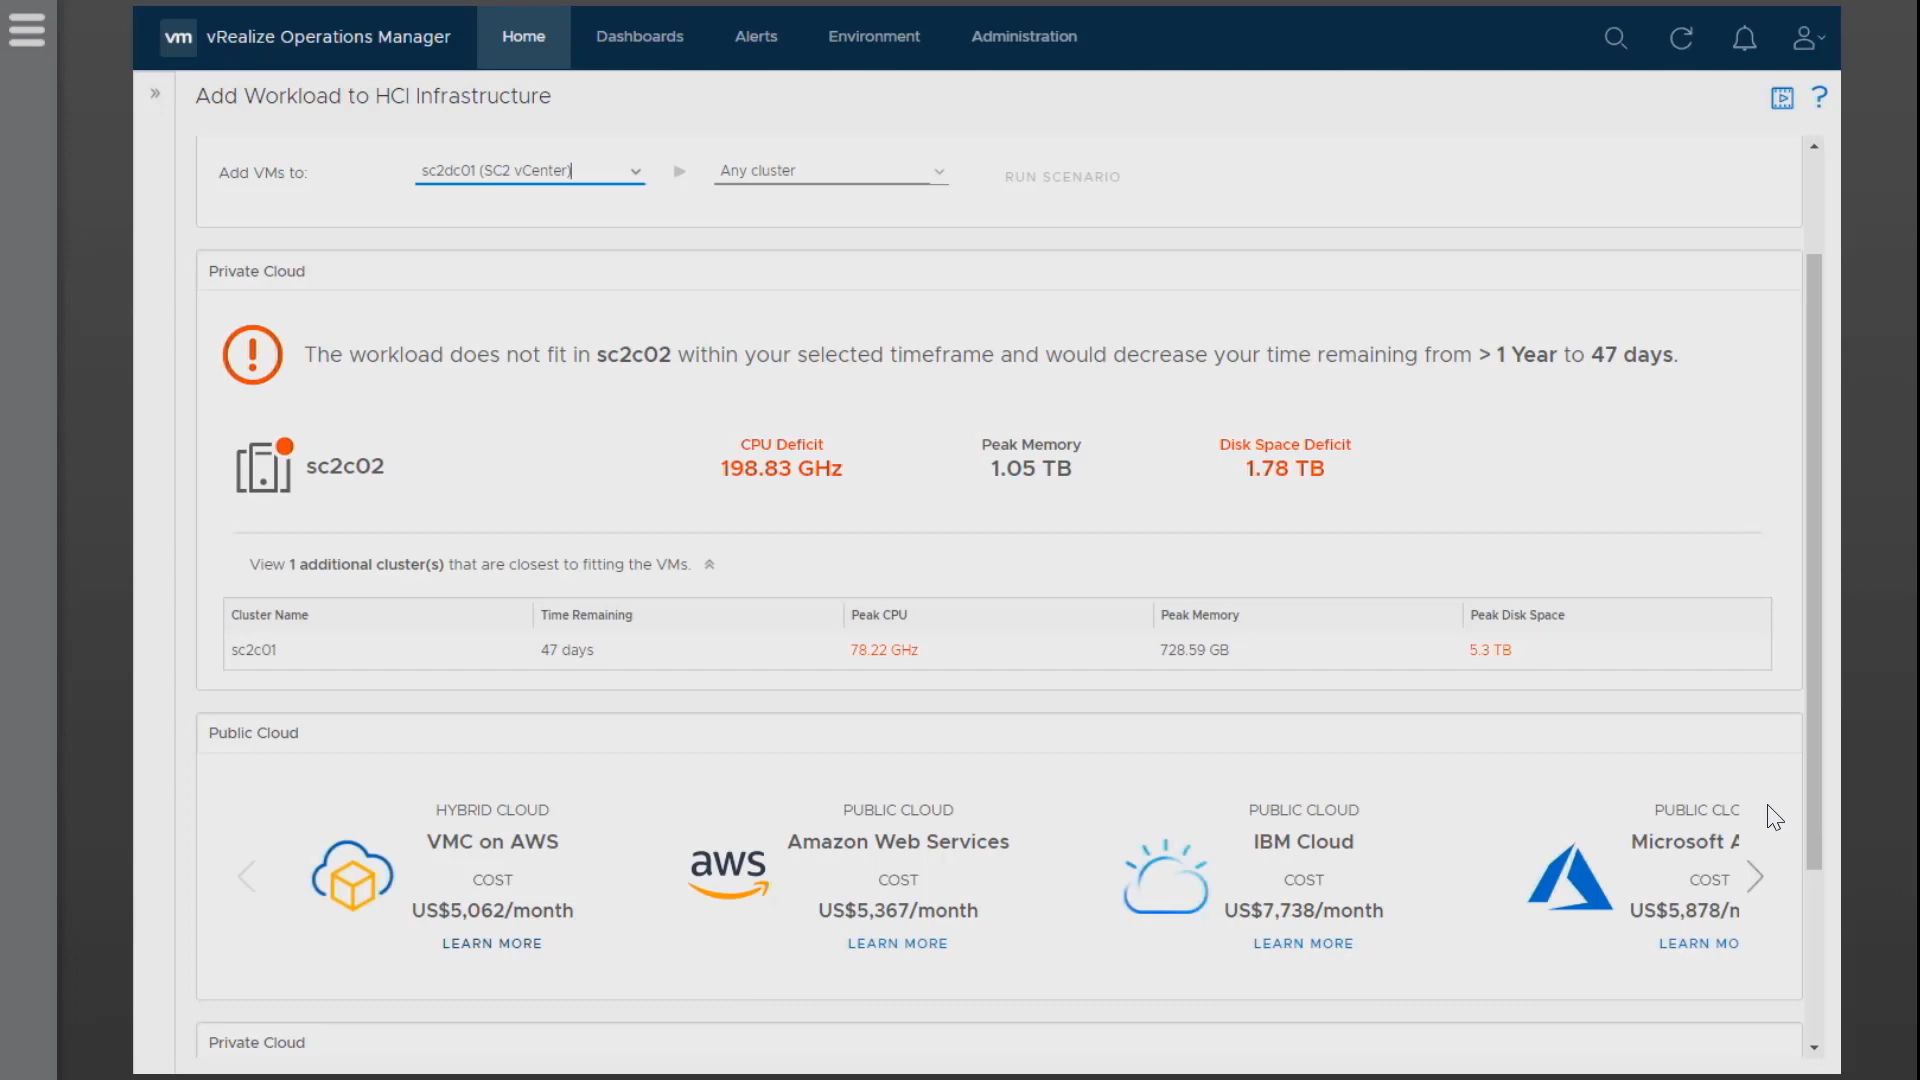 vm vRealize Operations Manager Home Dashboards Alerts Environment Administration
Add Workload to HCI Infrastructure
?
Add VMs to: sc2dc01 (SC2 vCenter) Any cluster RUN SCENARIO
Private Cloud
The workload does not fit in sc2c02 within your selected timeframe and would decrease your time remaining from > 1 Year to 47 days.
sc2c02
CPU Deficit
198.83 GHz
Peak Memory
1.05 TB
Disk Space Deficit
1.78 TB
View 1 additional cluster(s) that are closest to fitting the VMs.
Cluster Name Time Remaining Peak CPU Peak Memory Peak Disk Space
sc2c01 47 days 78.22 GHz 728.59 GB 5.3 TB
Public Cloud
HYBRID CLOUD
VMC on AWS
COST
US$5,062/month
LEARN MORE
aws
PUBLIC CLOUD
Amazon Web Services
COST
US$5,367/month
LEARN MORE
PUBLIC CLOUD
IBM Cloud
COST
US$7,738/month
LEARN MORE
PUBLIC CLC
Microsoft A
COST
US$5,878/n
LEARN MO
Private Cloud